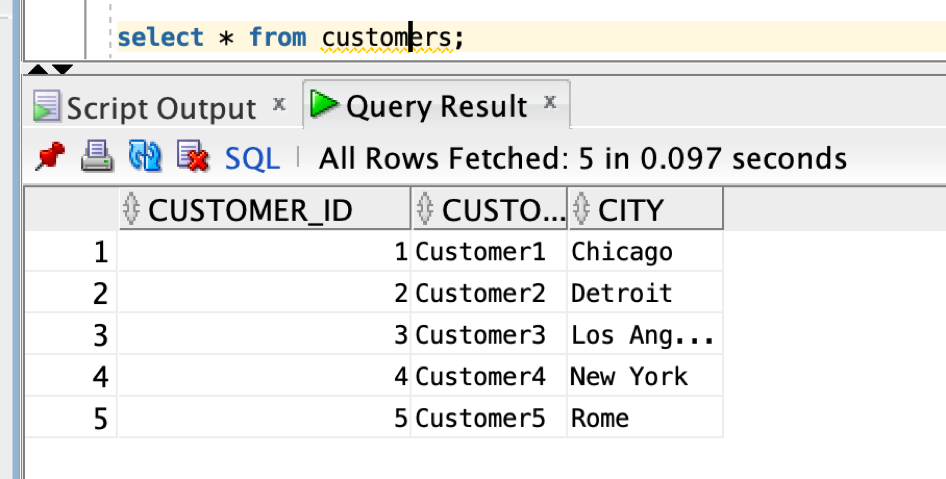 select * from customers;
Script Output x Query Result x
SQL All Rows Fetched: 5 in 0.097 seconds
CUSTOMER_ID CUSTO... CITY
1 1 Customer1 Chicago
2 2 Customer2 Detroit
3 3 Customer3 Los Ang...
4 4 Customer4 New York
5 5 Customer5 Rome